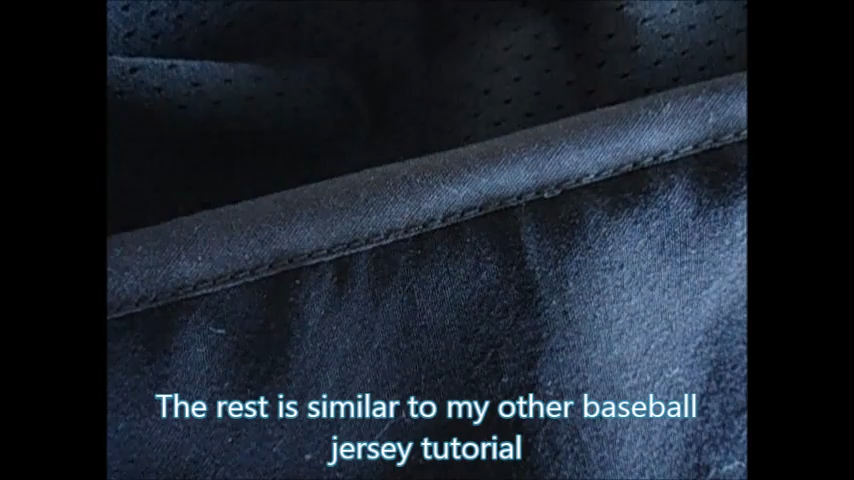 The rest is similar to my other baseball
jersey tutorial